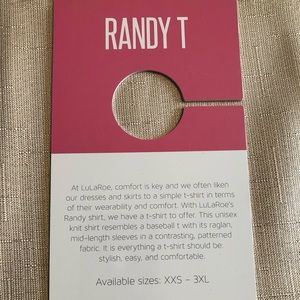 RANDY T
At LuLaRoe, comfort is key and we often liken
our dresses and skirts to a simple t-shirt in terms
of their wearability and comfort. With LuLaRoe's
Randy shirt, we have a t-shirt to offer. This unisex
knit shirt resembles a baseball t with its raglan,
mid-length sleeves in a contrasting, patterned
fabric. It is everything a t-shirt should be
stylish, easy, and comfortable.
Available sizes: XXS – 3XL